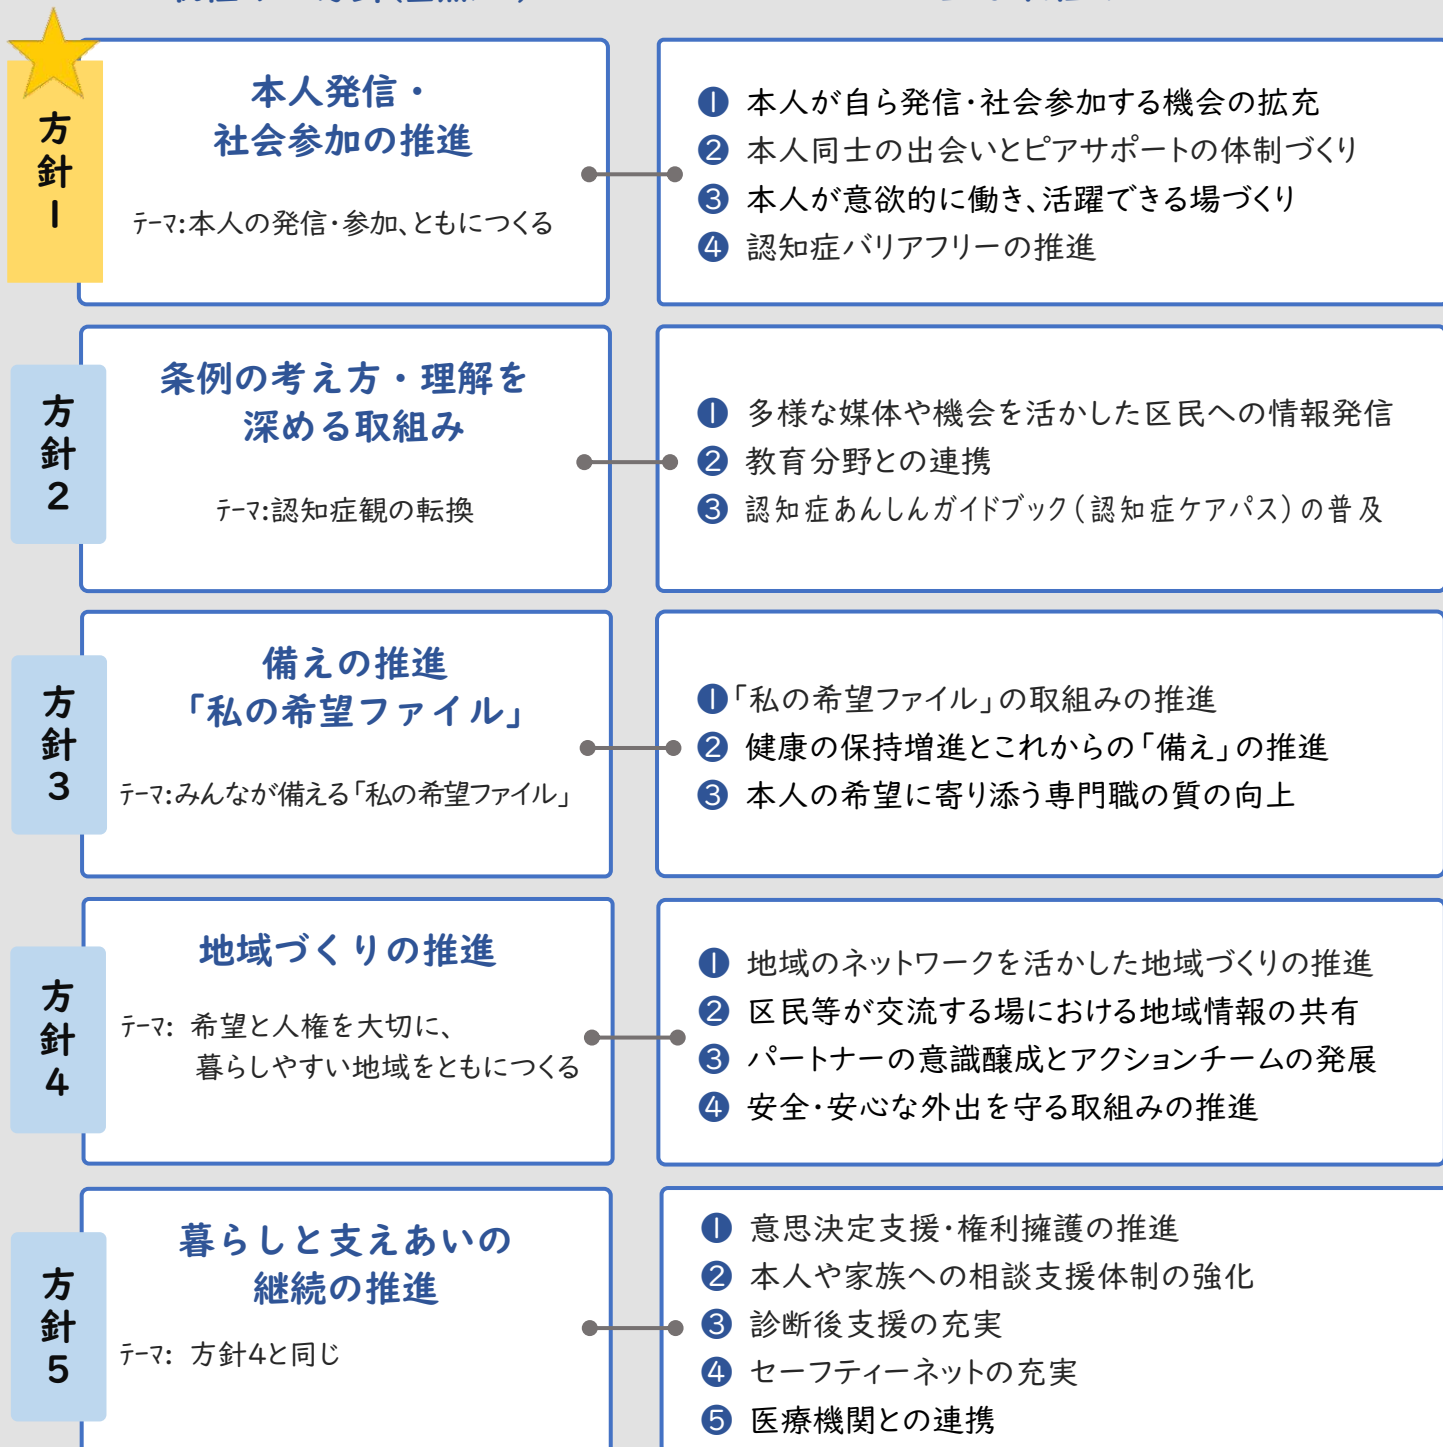 方針1
本人発信・
社会参加の推進
テーマ:本人の発信・参加、ともにつくる
❶ 本人が自ら発信・社会参加する機会の拡充
❷ 本人同士の出会いとピアサポートの体制づくり
❸ 本人が意欲的に働き、活躍できる場づくり
❹ 認知症バリアフリーの推進
方針2
条例の考え方・理解を
深める取組み
テーマ:認知症観の転換
❶ 多様な媒体や機会を活かした区民への情報発信
❷ 教育分野との連携
❸ 認知症あんしんガイドブック(認知症ケアパス)の普及
方針3
備えの推進
「私の希望ファイル」
テーマ:みんなが備える「私の希望ファイル」
❶「私の希望ファイル」の取組みの推進
❷ 健康の保持増進とこれからの「備え」の推進
❸ 本人の希望に寄り添う専門職の質の向上
方針4
地域づくりの推進
テーマ: 希望と人権を大切に、
暮らしやすい地域をともにつくる
❶ 地域のネットワークを活かした地域づくりの推進
❷ 区民等が交流する場における地域情報の共有
❸ パートナーの意識醸成とアクションチームの発展
❹ 安全・安心な外出を守る取組みの推進
方針5
暮らしと支えあいの
継続の推進
テーマ: 方針4と同じ
❶ 意思決定支援・権利擁護の推進
❷ 本人や家族への相談支援体制の強化
❸ 診断後支援の充実
❹ セーフティーネットの充実
❺ 医療機関との連携